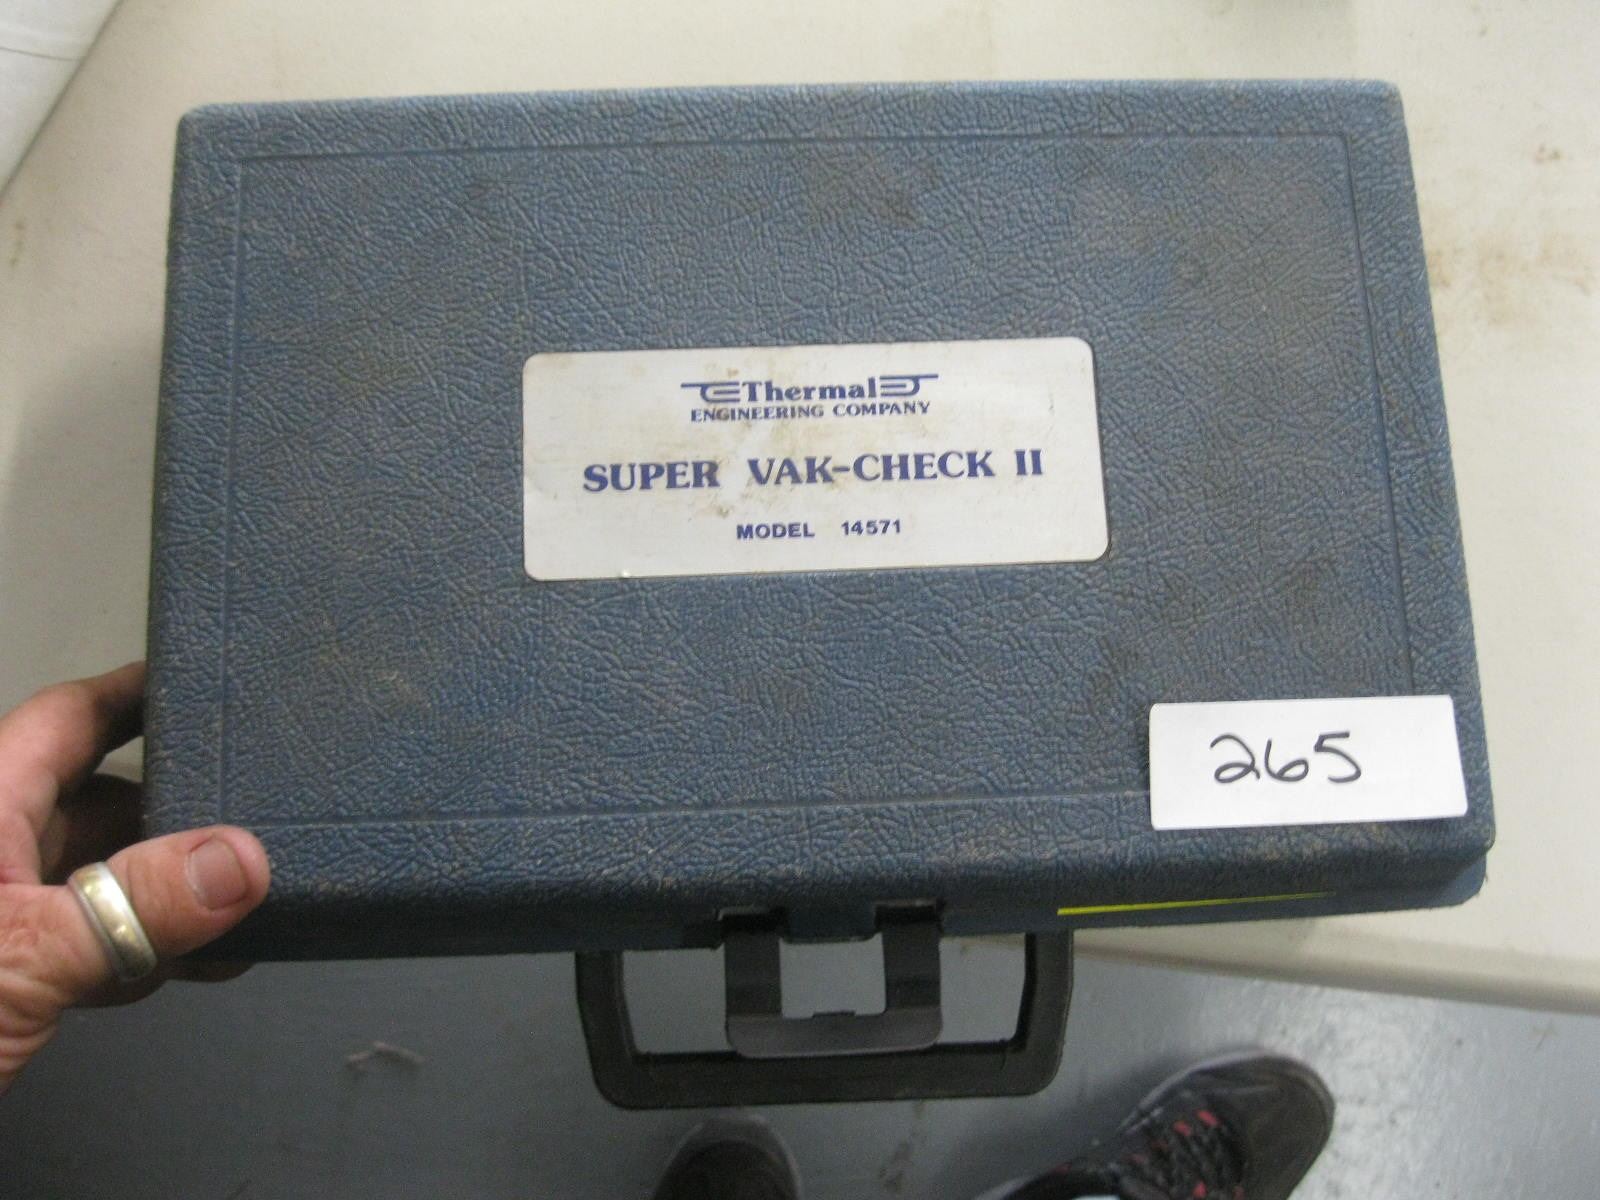 Thermal
ENGINEERING COMPANY
SUPER VAK-CHECK II
MODEL 14571
265